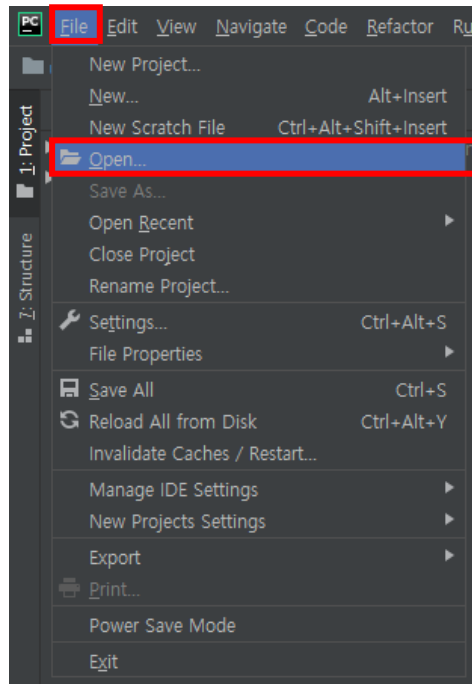 PC File Edit View Navigate Code Refactor
New Project...
New... Alt+Insert
New Scratch File Ctrl+Alt+Shift+Insert
Open...
Save As...
Open Recent
Close Project
Rename Project...
Settings... Ctrl+Alt+S
File Properties
Save All Ctrl+S
Reload All from Disk Ctrl+Alt+Y
Invalidate Caches / Restart...
Manage IDE Settings
New Projects Settings
Export
Print...
Power Save Mode
Exit
1: Project
7: Structure